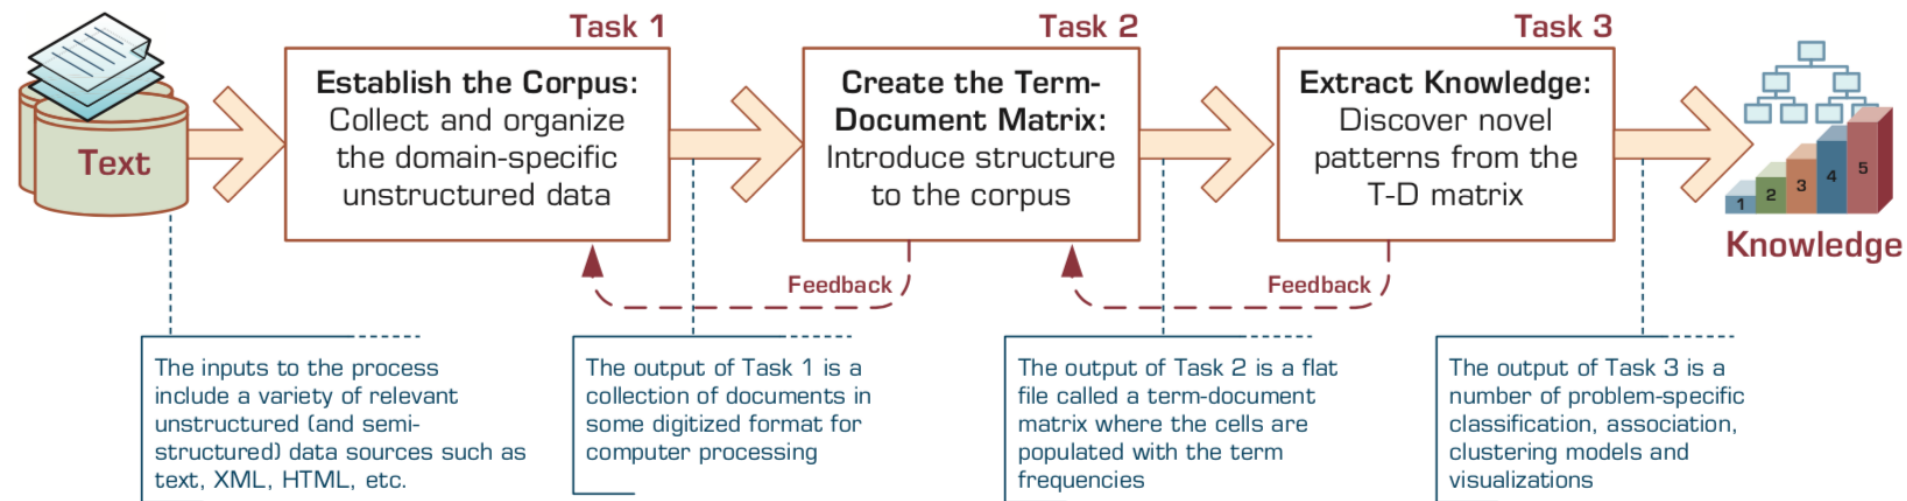 Task 1
Task 2
Task 3
Text
Establish the Corpus:
Collect and organize
the domain-specific
unstructured data
Create the Term-
Document Matrix:
Introduce structure
to the corpus
Extract Knowledge:
Discover novel
patterns from the
T-D matrix
1
2
3
4
5
Knowledge
Feedback
Feedback
The inputs to the process
include a variety of relevant
unstructured (and semi-
structured) data sources such as
text, XML, HTML, etc.
The output of Task 1 is a
collection of documents in
some digitized format for
computer processing
The output of Task 2 is a flat
file called a term-document
matrix where the cells are
populated with the term
frequencies
The output of Task 3 is a
number of problem-specific
classification, association,
clustering models and
visualizations